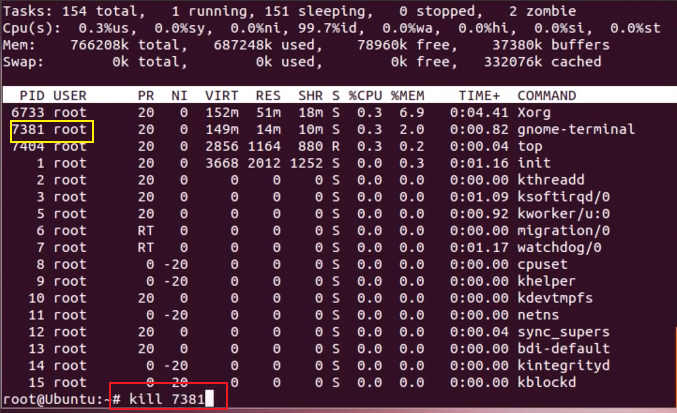 Tasks: 154 total,   1 running, 151 sleeping,   0 stopped,   2 zombie
Cpu(s):  0.3%us,  0.0%sy,  0.0%ni, 99.7%id,  0.0%wa,  0.0%hi,  0.0%si,  0.0%st
Mem:    766208k total,   687248k used,    78960k free,    37380k buffers
Swap:        0k total,        0k used,        0k free,   332076k cached
PID USER      PR  NI  VIRT  RES  SHR S %CPU %MEM    TIME+  COMMAND
6733 root      20   0  152m  51m  18m S  0.3  6.9   0:04.41 Xorg
7381 root      20   0  149m  14m  10m S  0.3  2.0   0:00.82 gnome-terminal
7404 root      20   0  2856 1164  880 R  0.3  0.2   0:00.04 top
1 root      20   0  3668 2012 1252 S  0.0  0.3   0:01.16 init
2 root      20   0     0    0    0 S  0.0  0.0   0:00.00 kthreadd
3 root      20   0     0    0    0 S  0.0  0.0   0:01.09 ksoftirqd/0
5 root      20   0     0    0    0 S  0.0  0.0   0:00.92 kworker/u:0
6 root      RT   0     0    0    0 S  0.0  0.0   0:00.00 migration/0
7 root      RT   0     0    0    0 S  0.0  0.0   0:01.17 watchdog/0
8 root       0 -20     0    0    0 S  0.0  0.0   0:00.00 cpuset
9 root       0 -20     0    0    0 S  0.0  0.0   0:00.00 khelper
10 root      20   0     0    0    0 S  0.0  0.0   0:00.00 kdevtmpfs
11 root       0 -20     0    0    0 S  0.0  0.0   0:00.00 netns
12 root      20   0     0    0    0 S  0.0  0.0   0:00.04 sync_supers
13 root      20   0     0    0    0 S  0.0  0.0   0:00.00 bdi-default
14 root       0 -20     0    0    0 S  0.0  0.0   0:00.00 kintegrityd
15 root       0 -20     0    0    0 S  0.0  0.0   0:00.00 kblockd
root@Ubuntu:~# kill 7381